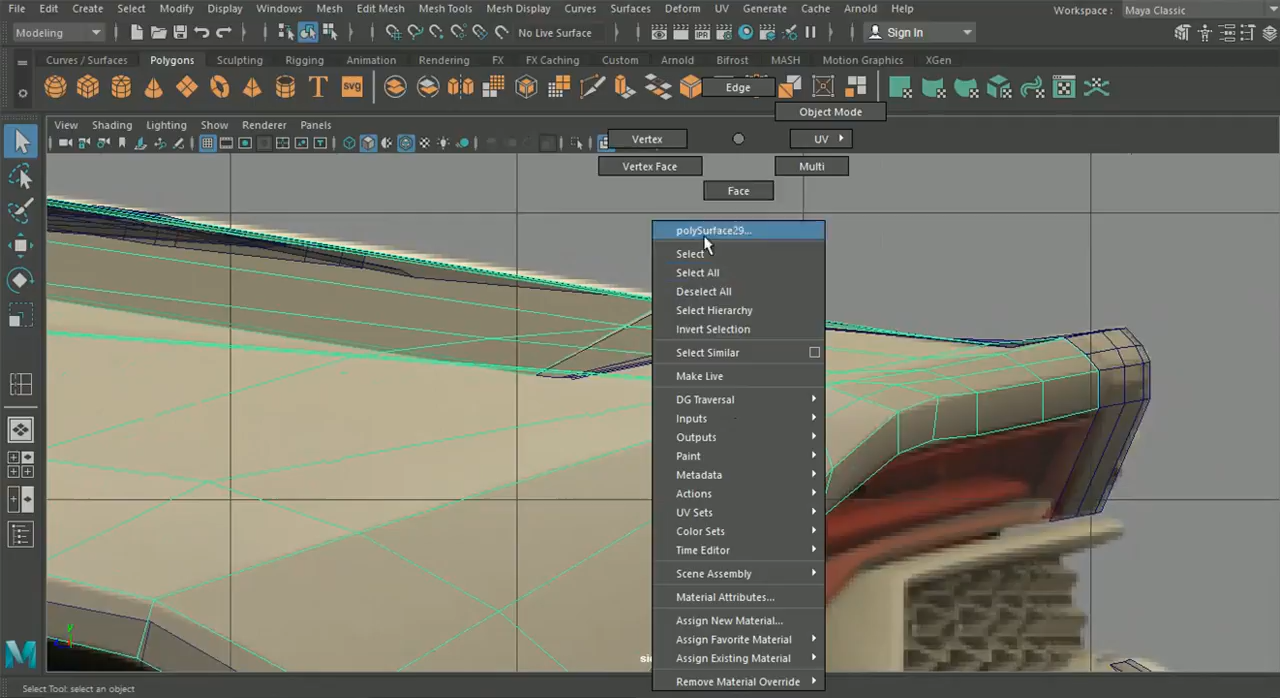 File Edit Create Select Modify Display Windows Mesh Edit Mesh Mesh Tools Mesh Display Curves Surfaces Deform UV Generate Cache Arnold Help Workspace : Maya Classic
Modeling No Live Surface IPR Sign In
Curves / Surfaces Polygons Sculpting Rigging Animation Rendering FX FX Caching Custom Arnold Bifrost MASH Motion Graphics XGen
T SVG
Edge
Object Mode
View Shading Lighting Show Renderer Panels
Vertex UV
Vertex Face Multi
Face
polySurface29...
Select
Select All
Deselect All
Select Hierarchy
Invert Selection
Select Similar
Make Live
DG Traversal
Inputs
Outputs
Paint
Metadata
Actions
UV Sets
Color Sets
Time Editor
Scene Assembly
Material Attributes...
Assign New Material...
Assign Favorite Material
Assign Existing Material
Remove Material Override
y
Select Tool: select an object